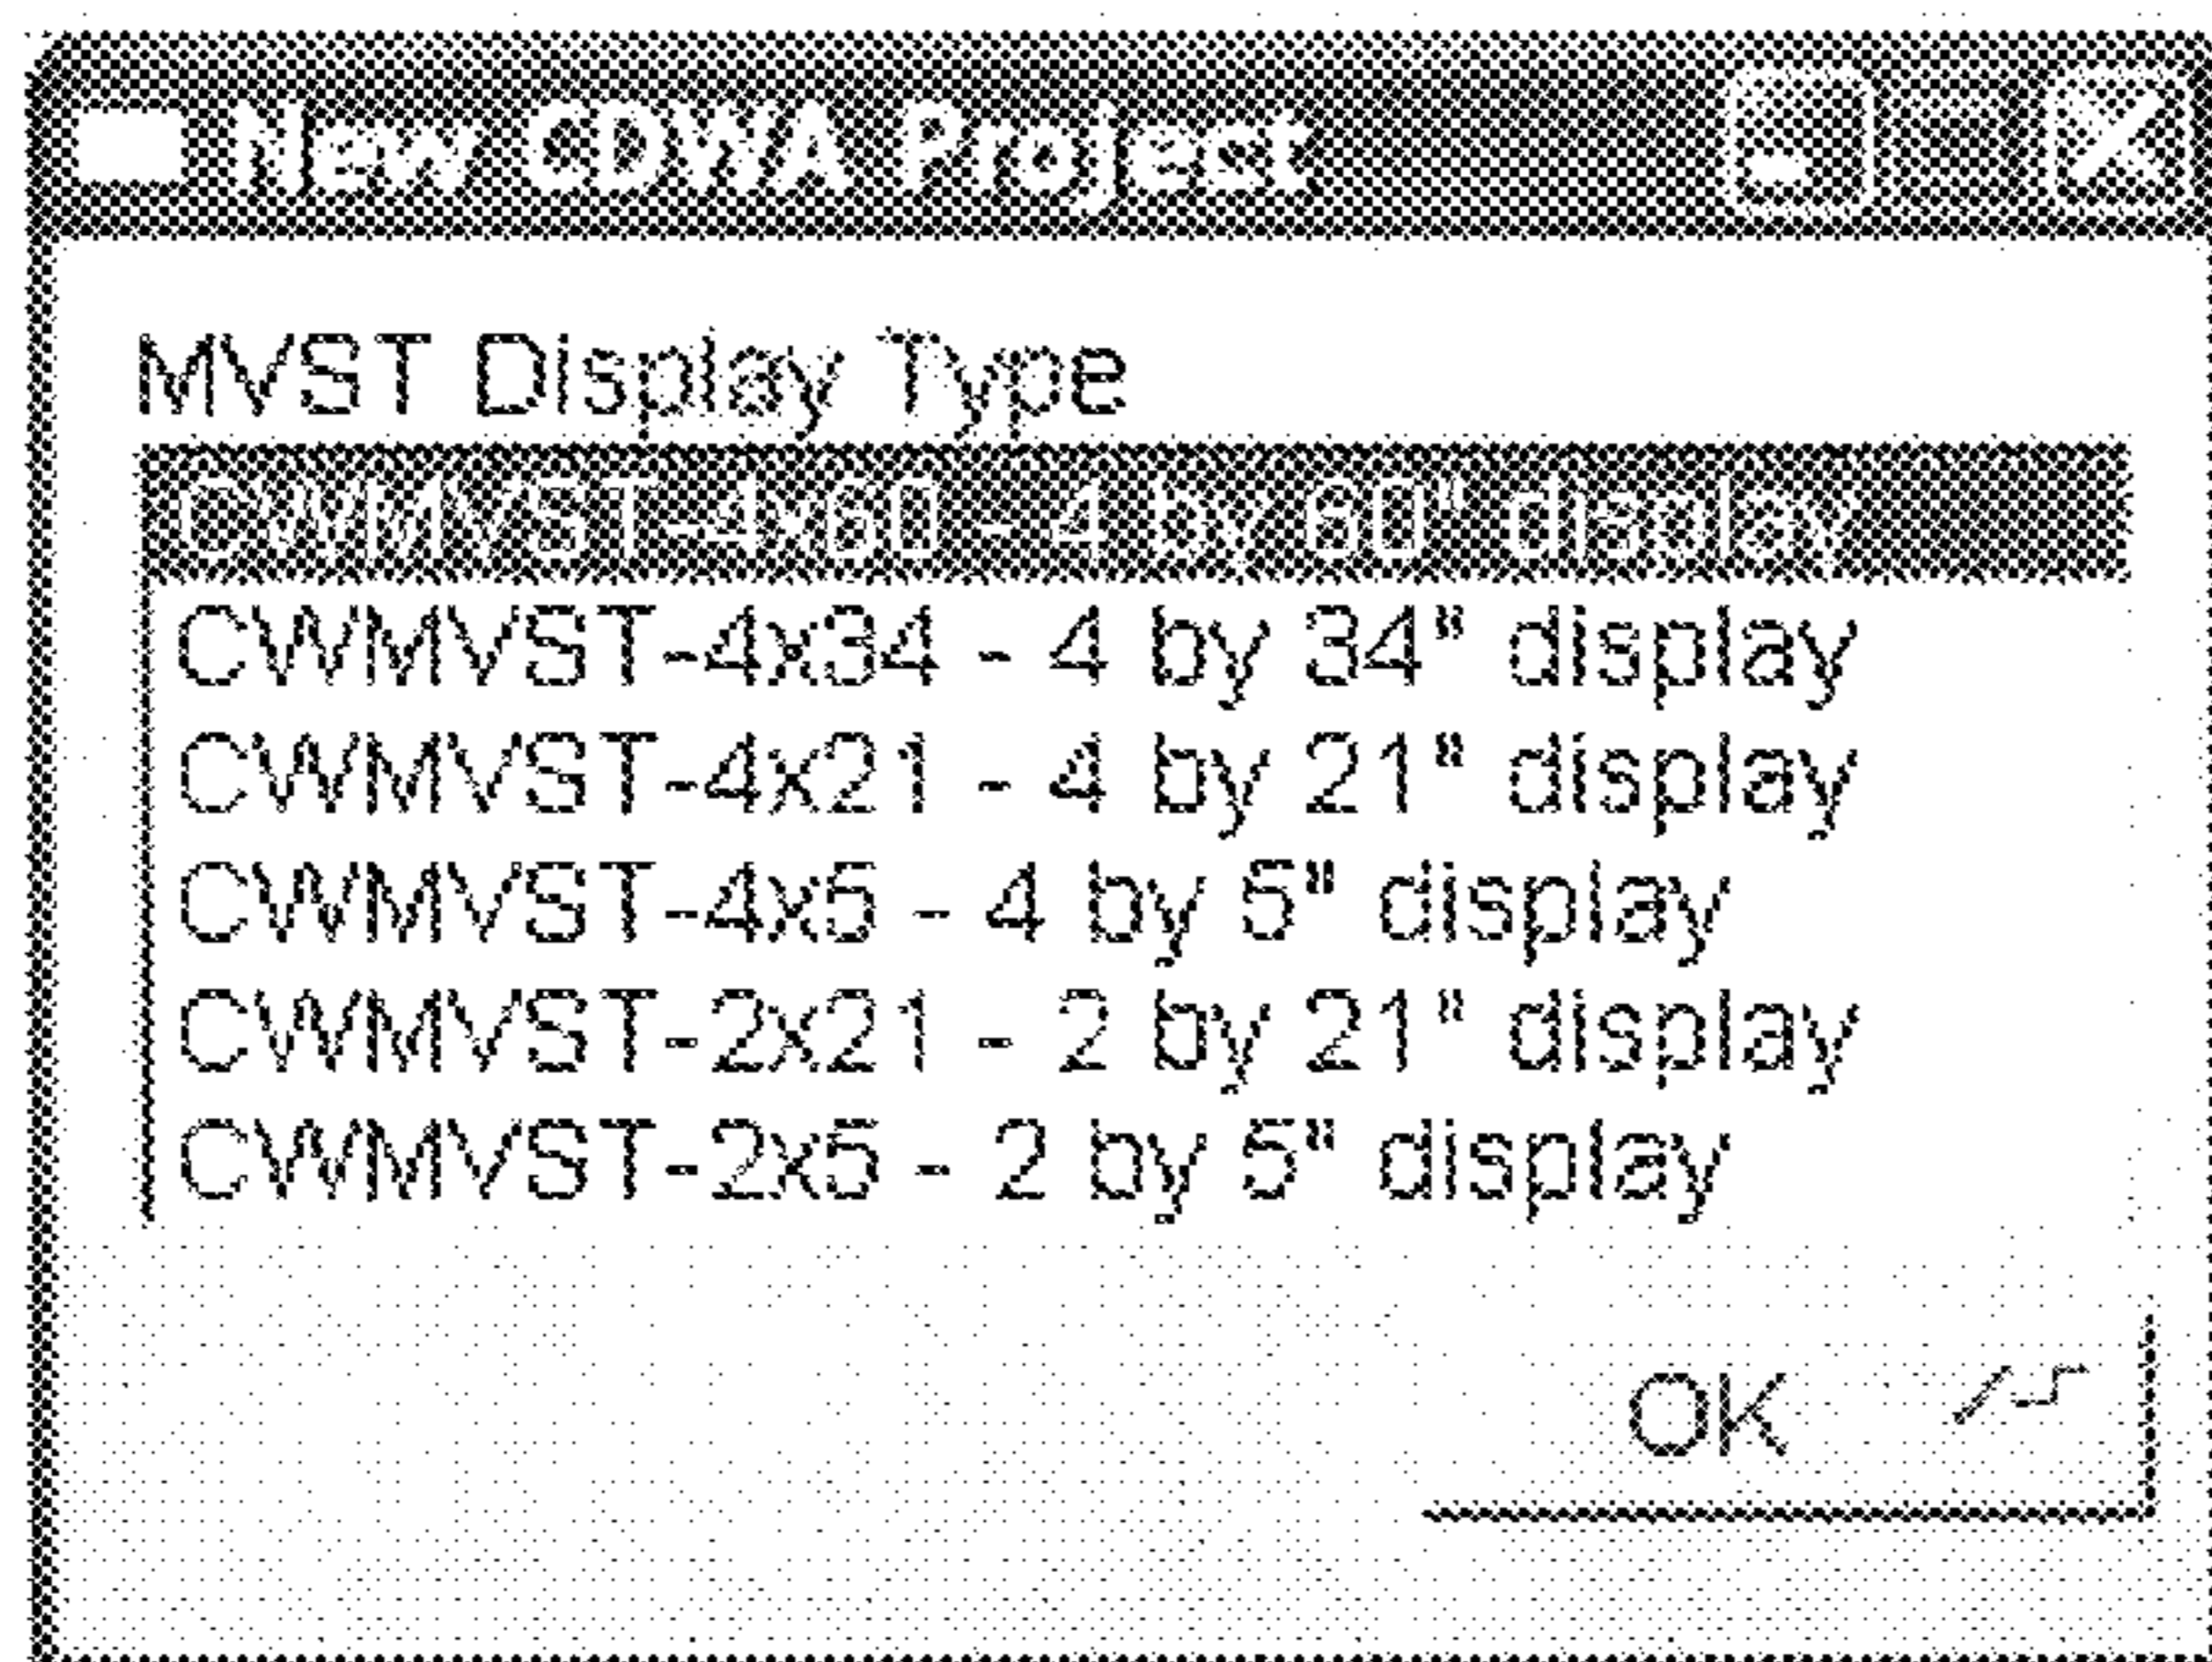 New CDWA Project
MVST Display Type
CWMVST-4x60 - 4 by 60" display
CWMVST-4x34 - 4 by 34" display
CWMVST-4x21 - 4 by 21" display
CWMVST-4x5 - 4 by 5" display
CWMVST-2x21 - 2 by 21" display
CWMVST-2x5 - 2 by 5" display
OK